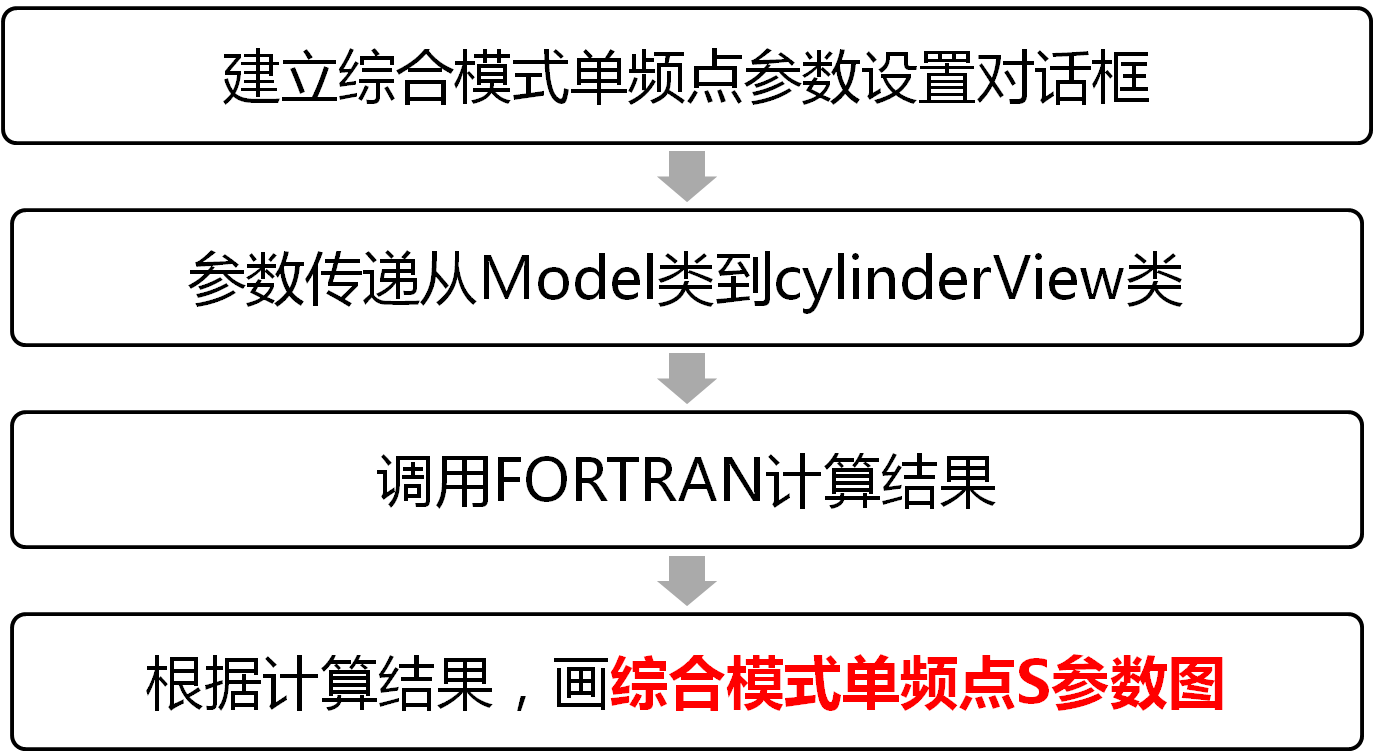 建立综合模式单频点参数设置对话框
参数传递从Model类到cylinderView类
调用FORTRAN计算结果
根据计算结果，画综合模式单频点S参数图